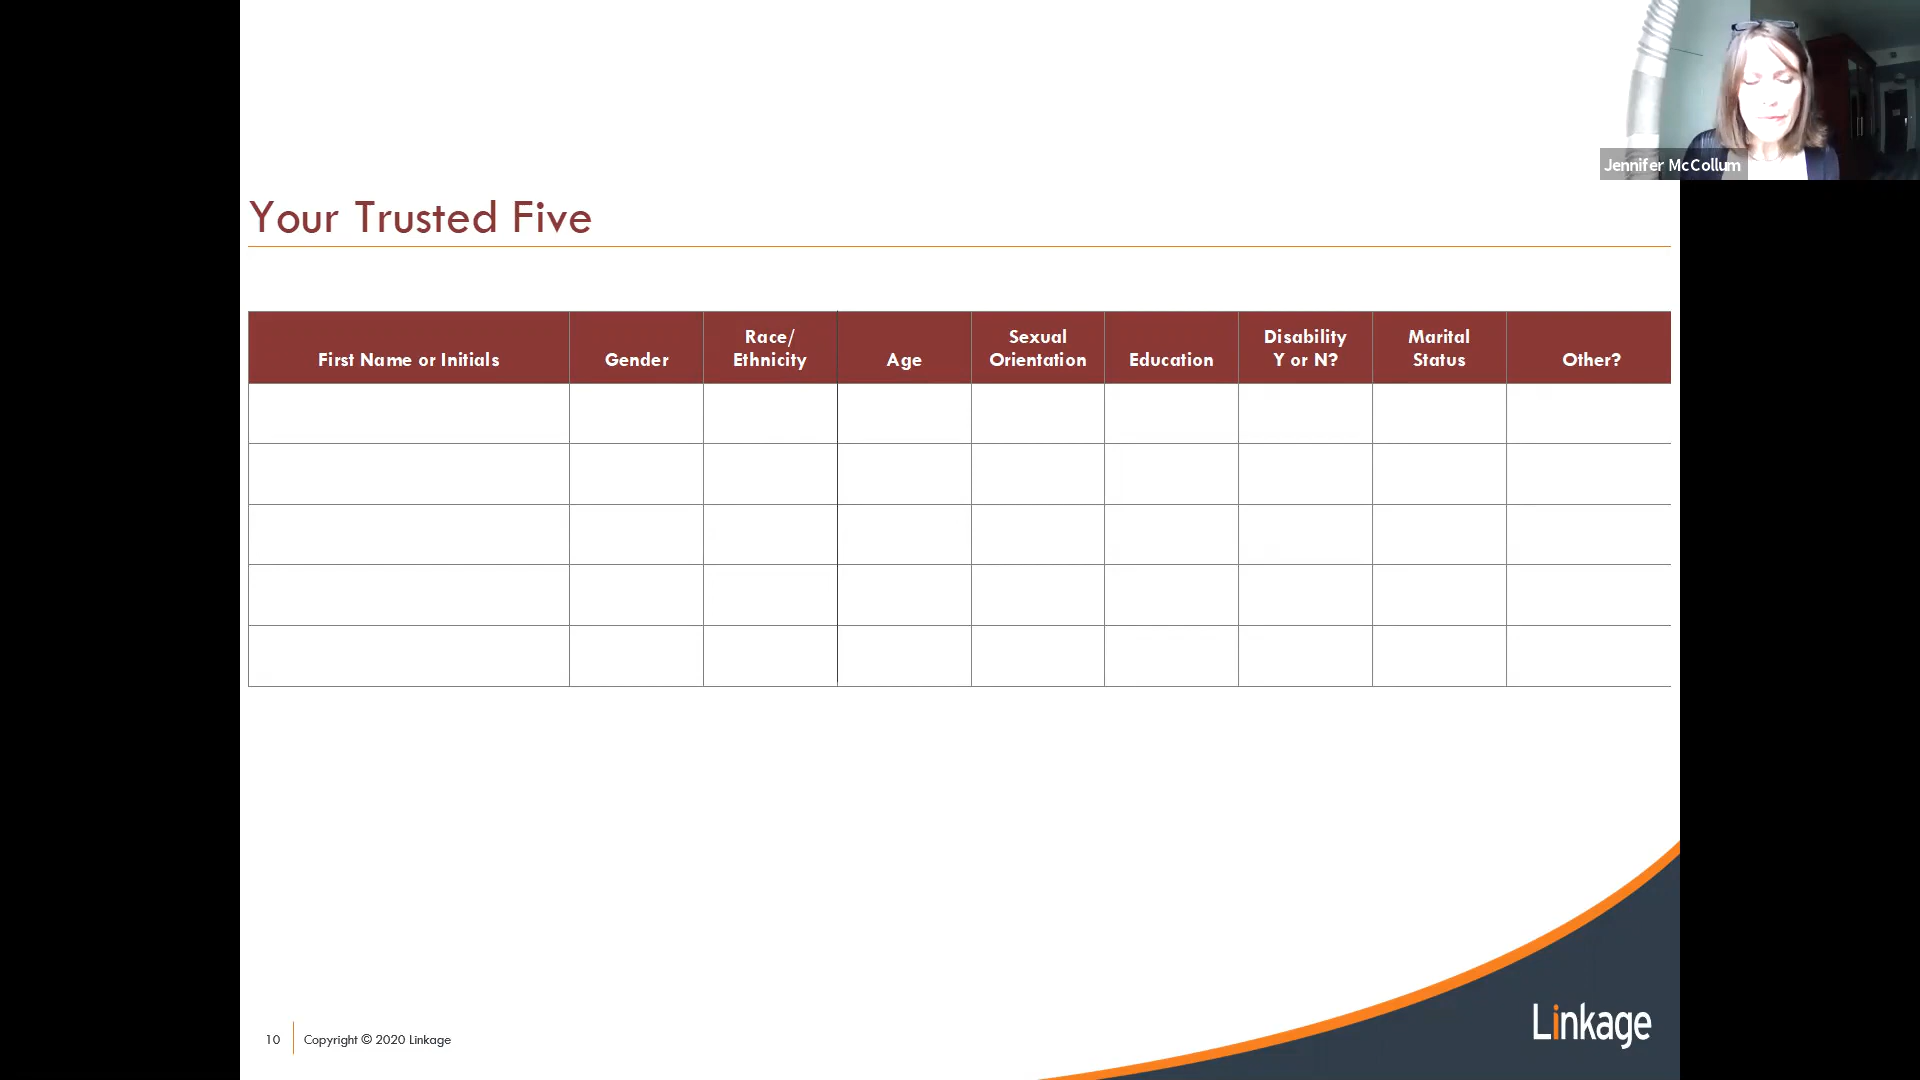 Jennifer McCollum
Your Trusted Five
First Name or Initials
Gender
Race/
Ethnicity
Age
Sexual
Orientation
Education
Disability
Y or N?
Marital
Status
Other?
10
Copyright © 2020 Linkage
Linkage